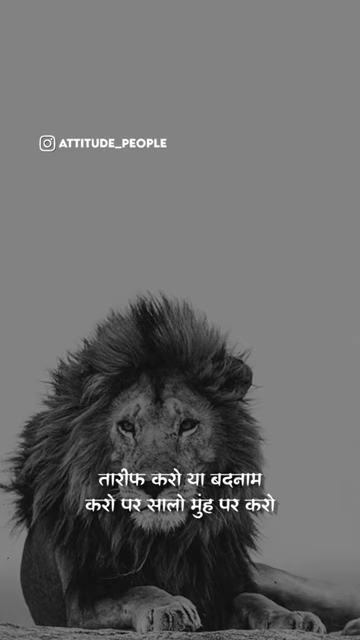 ATTITUDE_PEOPLE
तारीफ करो या बदनाम
करो पर सालो मुंह पर करो